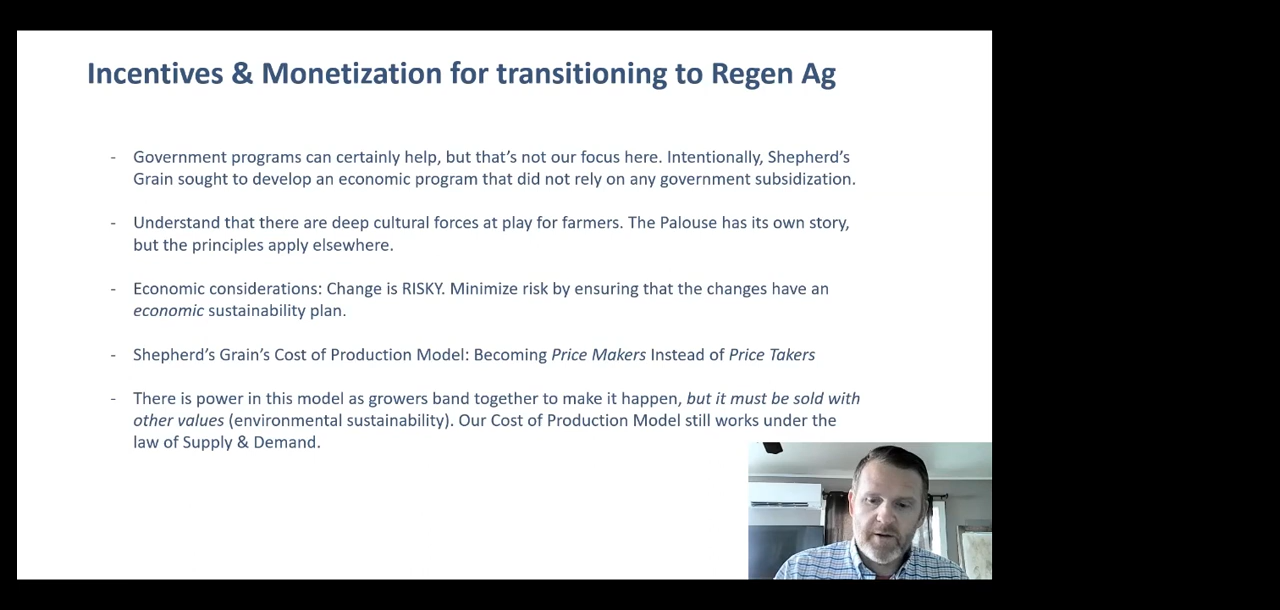 Incentives & Monetization for transitioning to Regen Ag
- Government programs can certainly help, but that's not our focus here. Intentionally, Shepherd's
Grain sought to develop an economic program that did not rely on any government subsidization.
- Understand that there are deep cultural forces at play for farmers. The Palouse has its own story,
but the principles apply elsewhere.
- Economic considerations: Change is RISKY. Minimize risk by ensuring that the changes have an
economic sustainability plan.
- Shepherd's Grain's Cost of Production Model: Becoming Price Makers Instead of Price Takers
- There is power in this model as growers band together to make it happen, but it must be sold with
other values (environmental sustainability). Our Cost of Production Model still works under the
law of Supply & Demand.